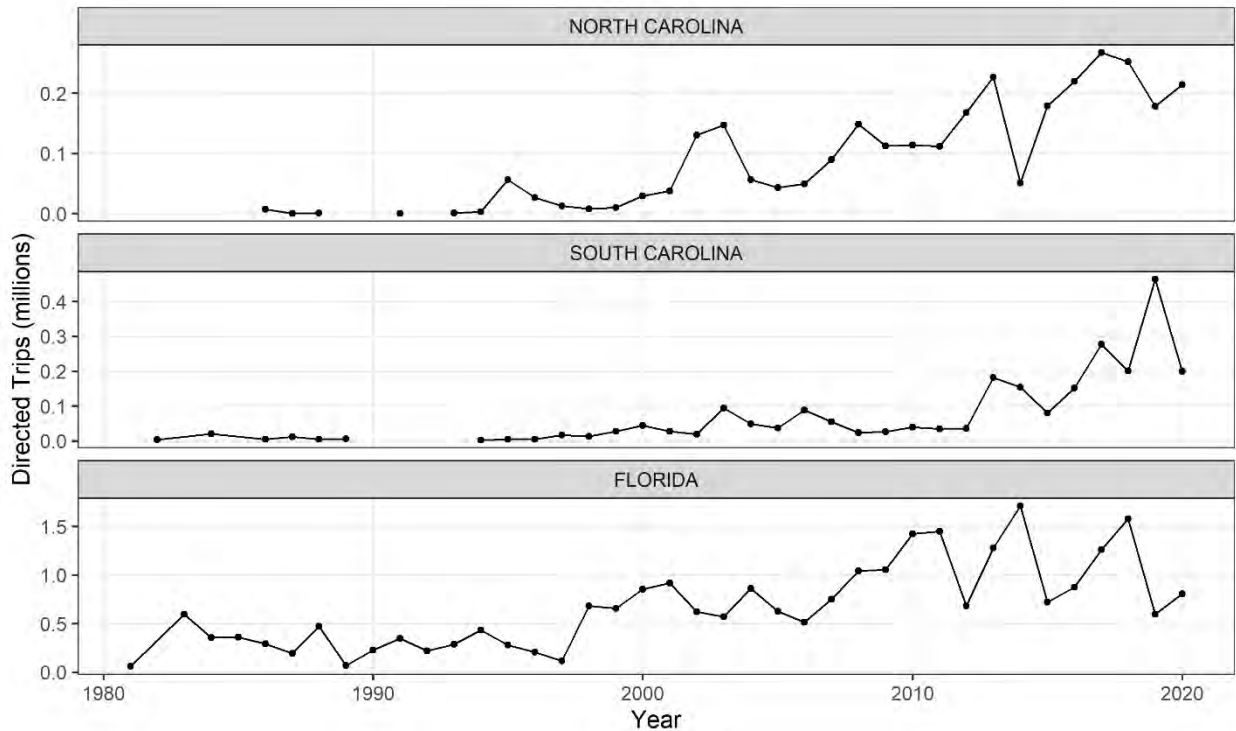 NORTH CAROLINA
0.2
0.1
0.0
SOUTH CAROLINA
0.4
0.3
0.2
0.1
0.0
Directed Trips (millions)
FLORIDA
1.5
1.0
0.5
0.0
1980 1990 2000 2010 2020
Year